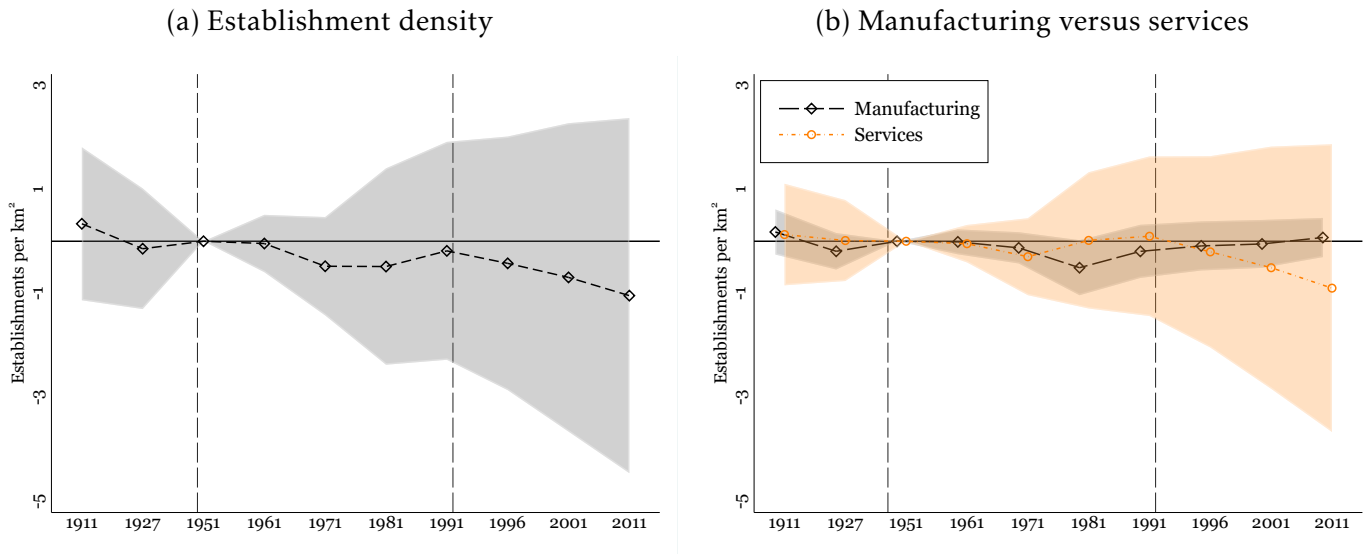 (a) Establishment density
Establishments per km²
3
1
-1
-3
-5
1911 1927 1951 1961 1971 1981 1991 1996 2001 2011
(b) Manufacturing versus services
Establishments per km²
3
1
-1
-3
-5
Manufacturing
Services
1911 1927 1951 1961 1971 1981 1991 1996 2001 2011